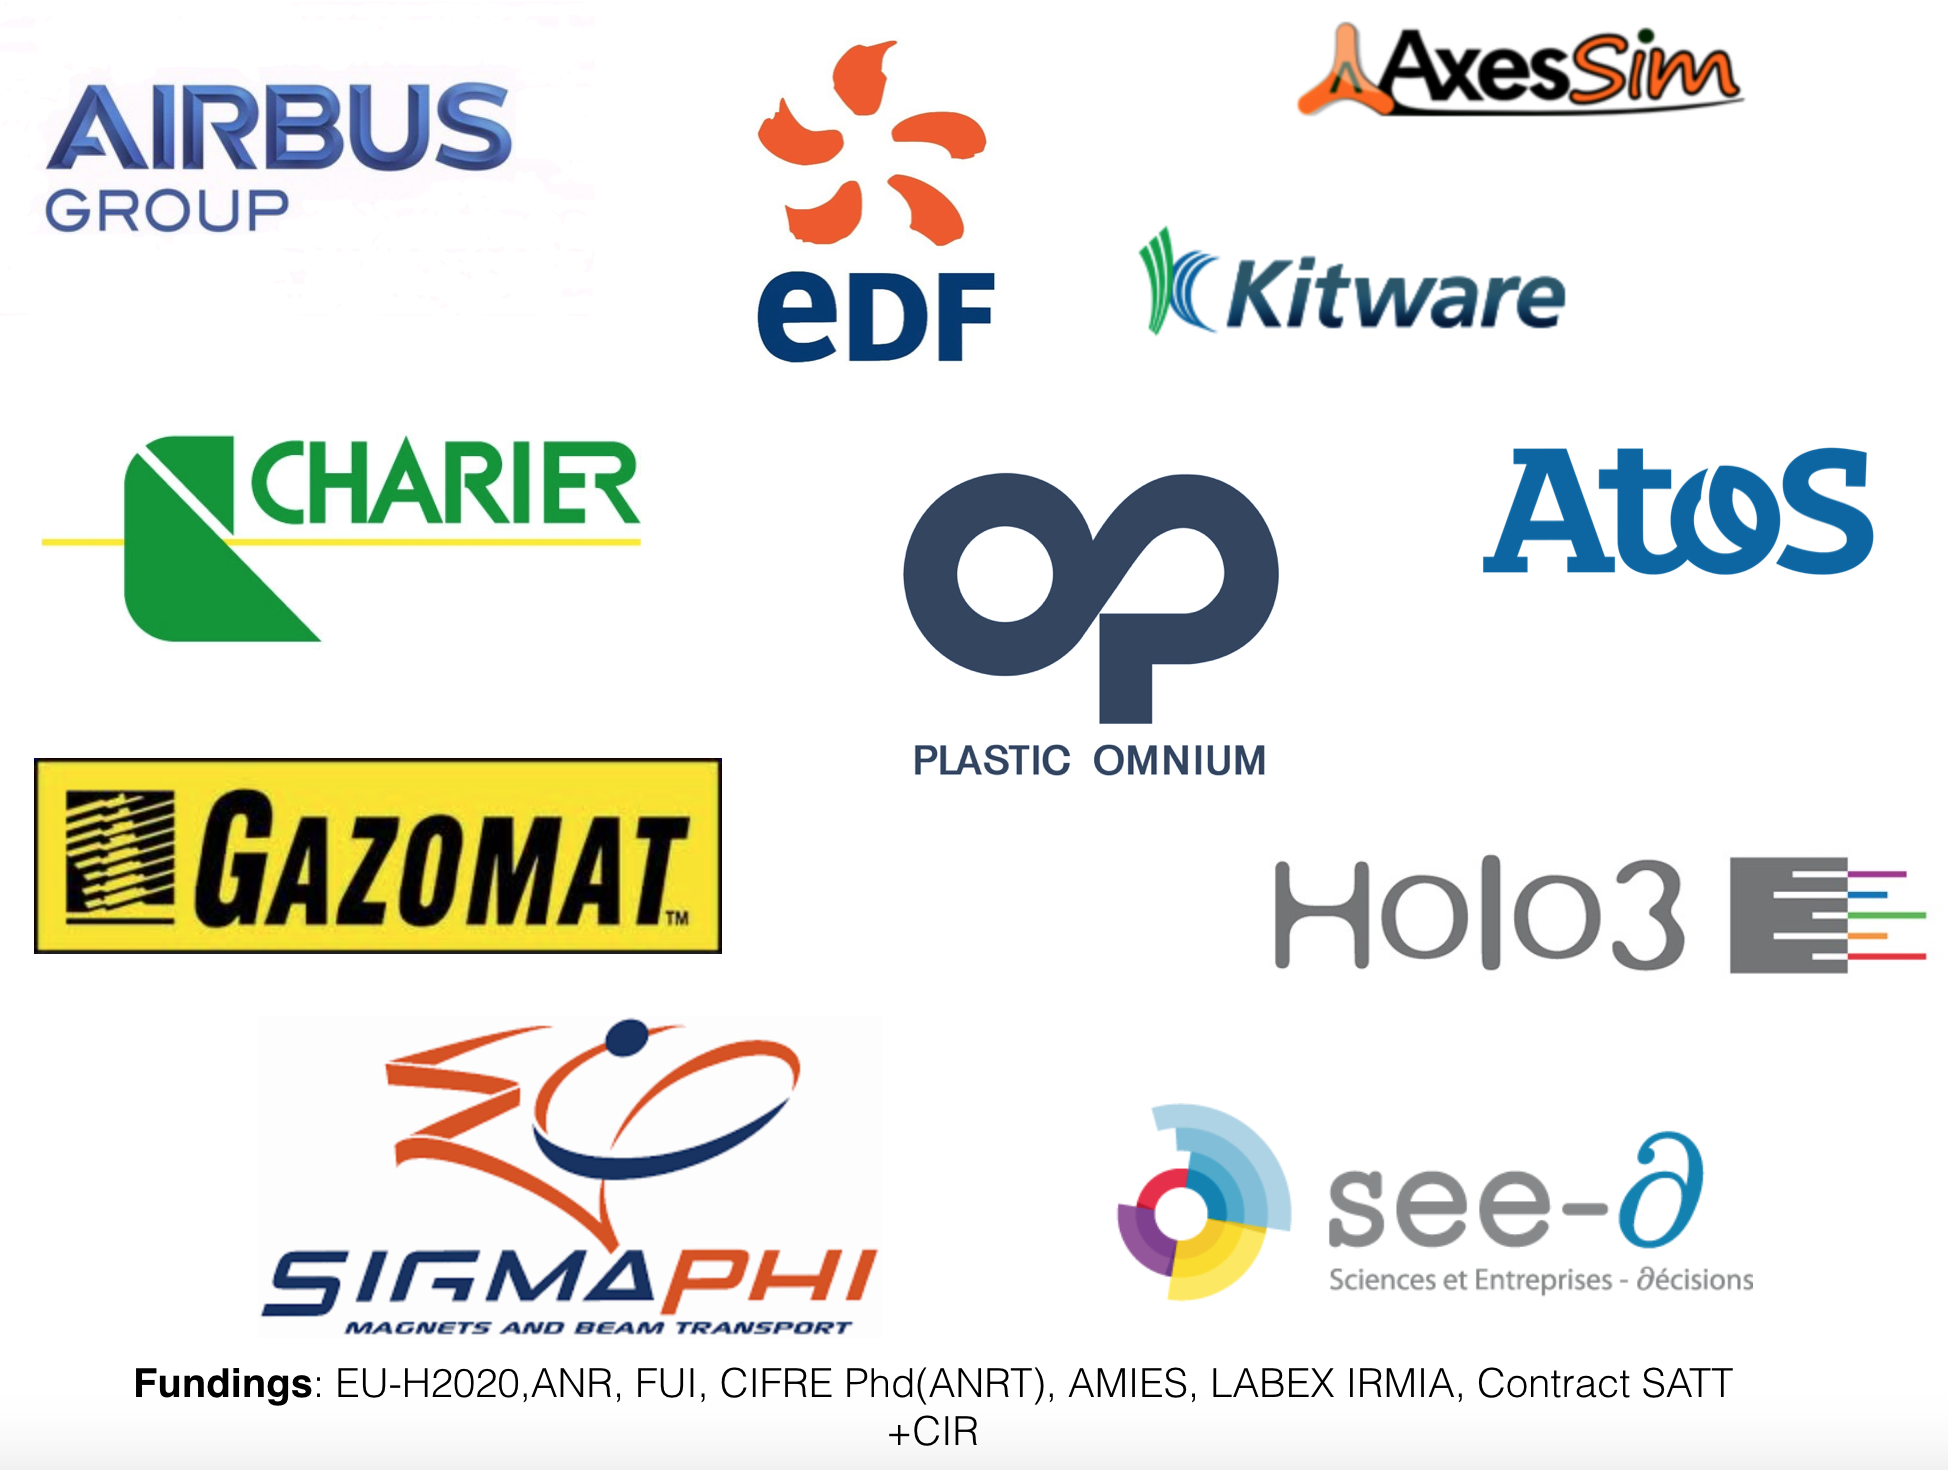 AIRBUS
GROUP
eDF
AxesSim
Kitware
CHARIER
op
PLASTIC OMNIUM
AtoS
GAZOMAT™
Holo3
SIGMAPHI
MAGNETS AND BEAM TRANSPORT
see-∂
Sciences et Entreprises - ∂écisions
Fundings: EU-H2020,ANR, FUI, CIFRE Phd(ANRT), AMIES, LABEX IRMIA, Contract SATT
+CIR